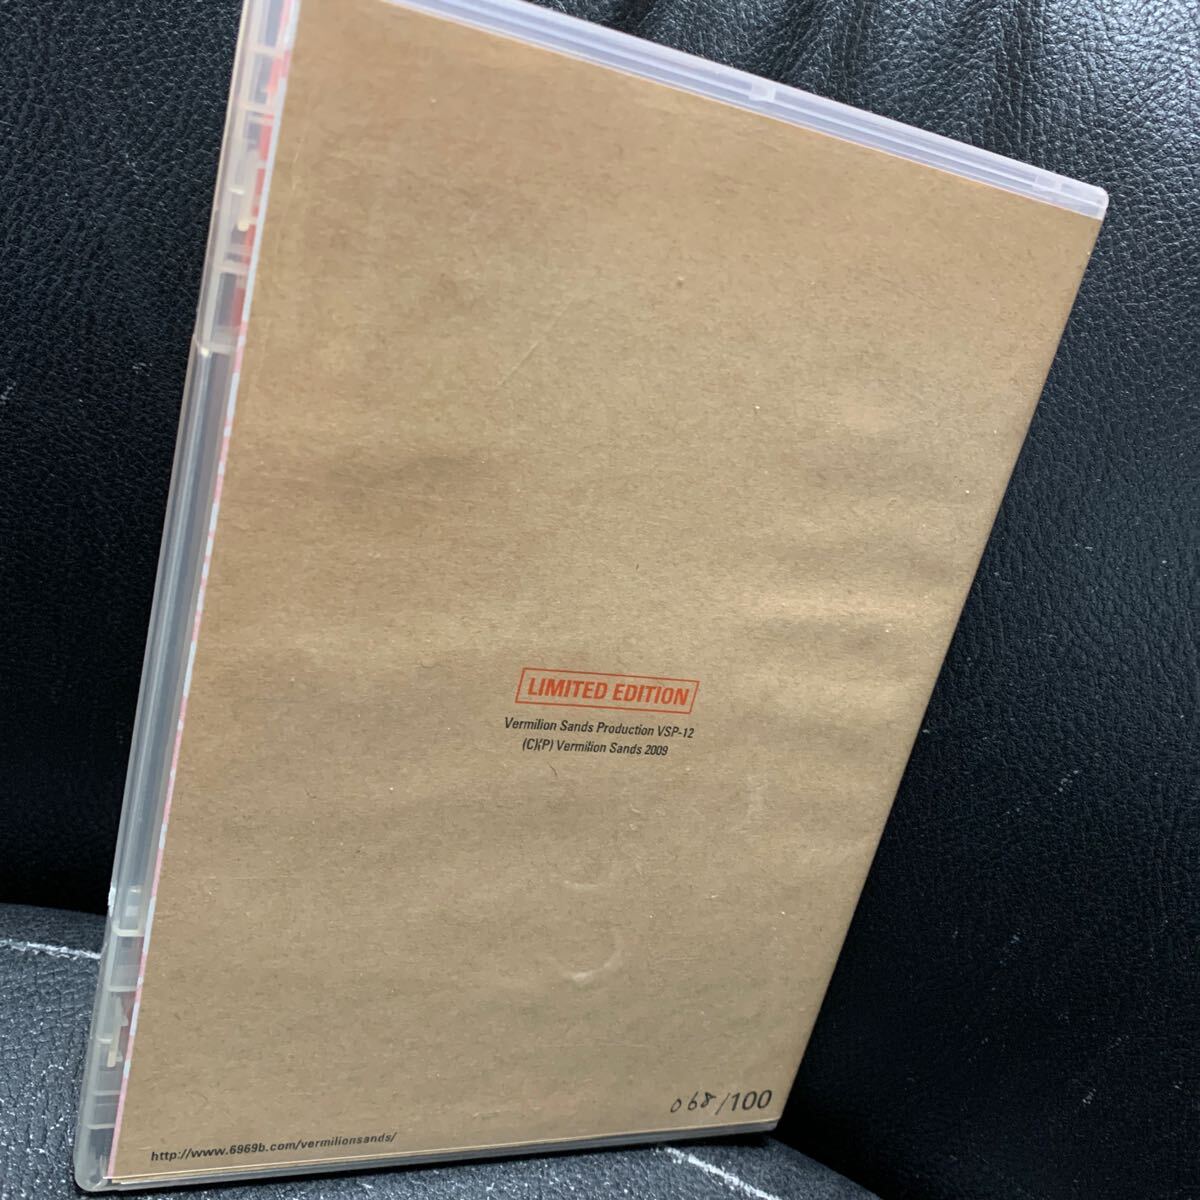 LIMITED EDITION
Vermilion Sands Production VSP-12
(C)(P) Vermilion Sands 2009
068/100
http://www.6969b.com/vermilionsands/